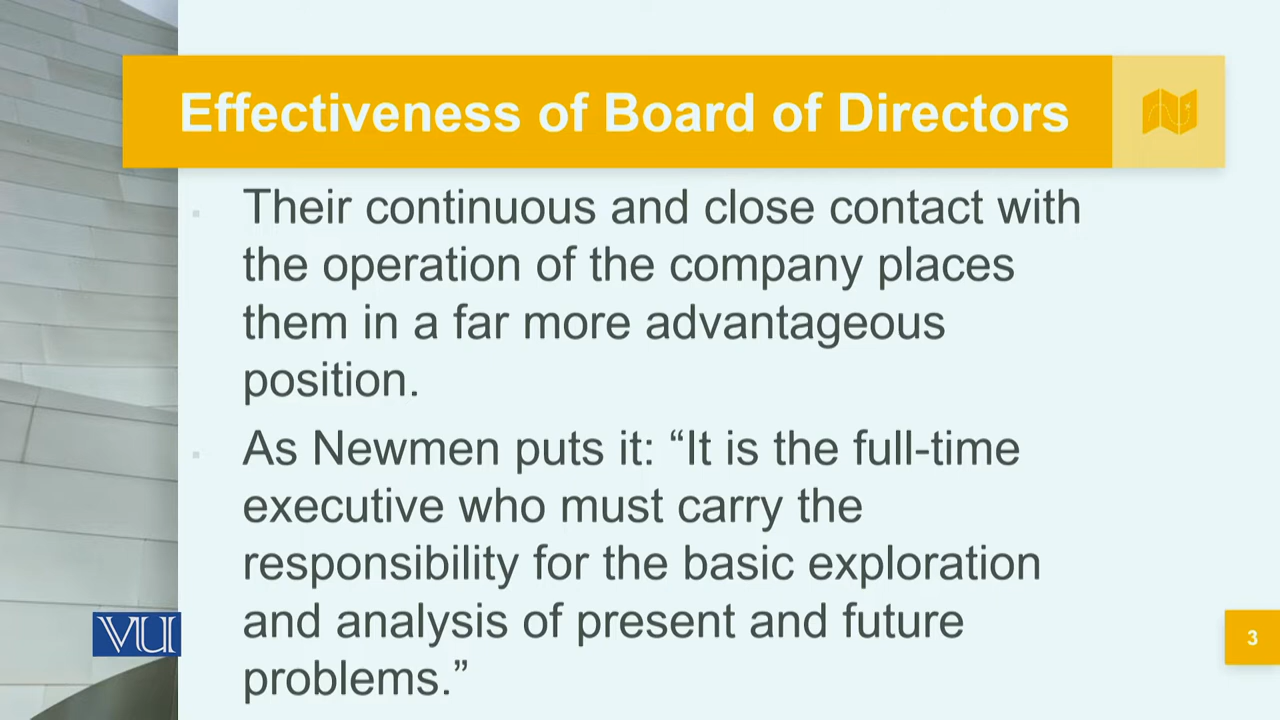 Effectiveness of Board of Directors
Their continuous and close contact with
the operation of the company places
them in a far more advantageous
position.
As Newmen puts it: “It is the full-time
executive who must carry the
responsibility for the basic exploration
and analysis of present and future
problems.”
VU
3